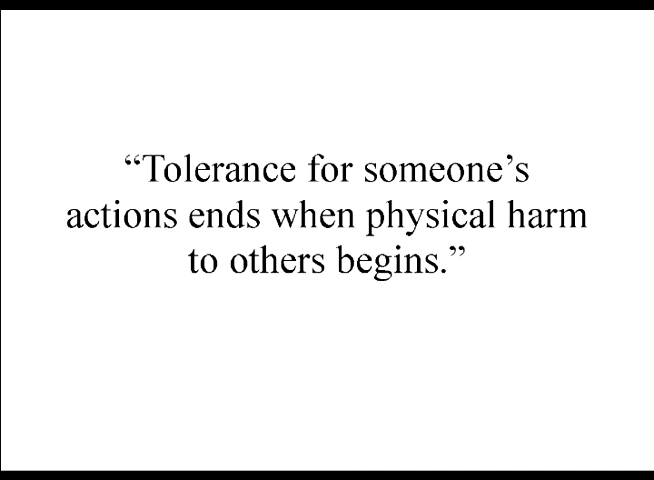 “Tolerance for someone’s
actions ends when physical harm
to others begins.”